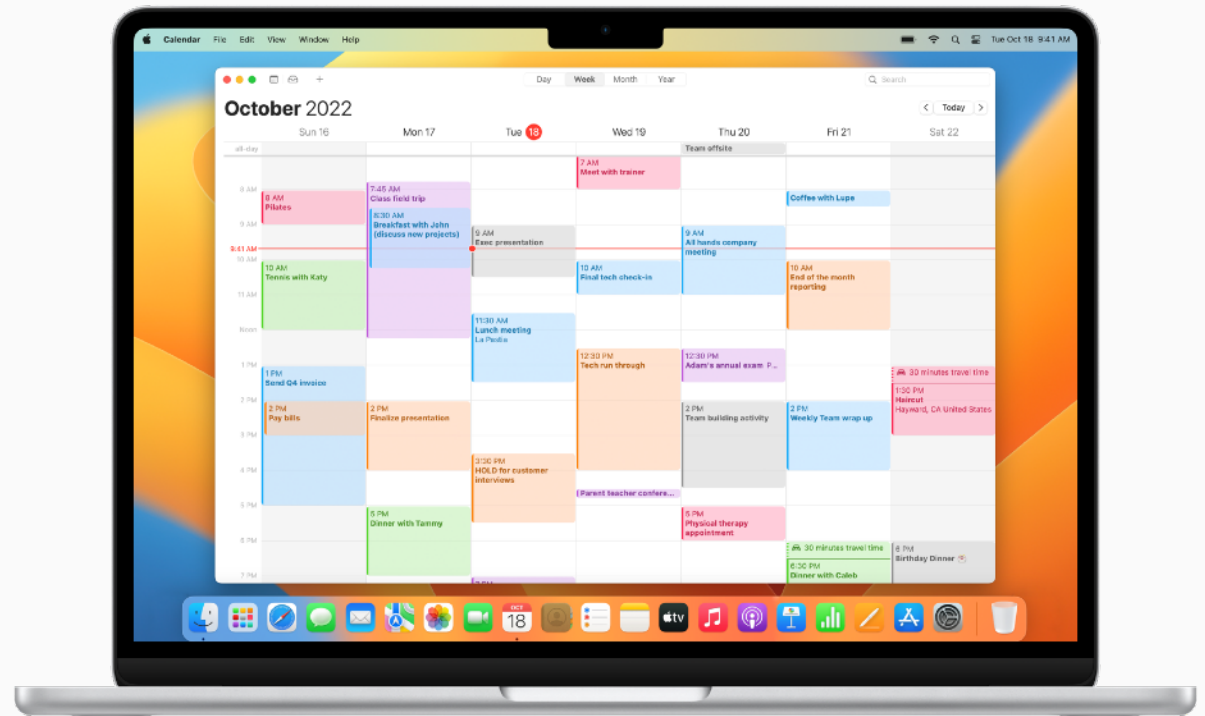 Calendar File Edit View Window Help
Tue Oct 18 9:41 AM
Day Week Month Year
Search
October 2022
Today
Sun 16 Mon 17 Tue 18 Wed 19 Thu 20 Fri 21 Sat 22
all-day
Team offsite
8 AM
9 AM
9:41 AM
10 AM
11 AM
Noon
1 PM
2 PM
3 PM
4 PM
5 PM
6 PM
7 PM
8 AM
Pilates
10 AM
Tennis with Katy
1 PM
Send Q4 invoice
2 PM
Pay bills
7:45 AM
Class field trip
8:30 AM
Breakfast with John
(discuss new projects)
2 PM
Finalize presentation
5 PM
Dinner with Tammy
9 AM
Exec presentation
11:30 AM
Lunch meeting
3:30 PM
HOLD for customer
interviews
7 AM
Meet with trainer
10 AM
Final tech check-in
12:30 PM
Tech run through
Parent teacher confere...
9 AM
All hands company
meeting
12:30 PM
Adam's annual exam P...
2 PM
Team building activity
5 PM
Physical therapy
appointment
Coffee with Lupe
10 AM
End of the month
reporting
2 PM
Weekly Team wrap up
30 minutes travel time
6:30 PM
Dinner with Caleb
30 minutes travel time
1:30 PM
Haircut
Hayward, CA United States
6 PM
Birthday Dinner
OCT
18
tv